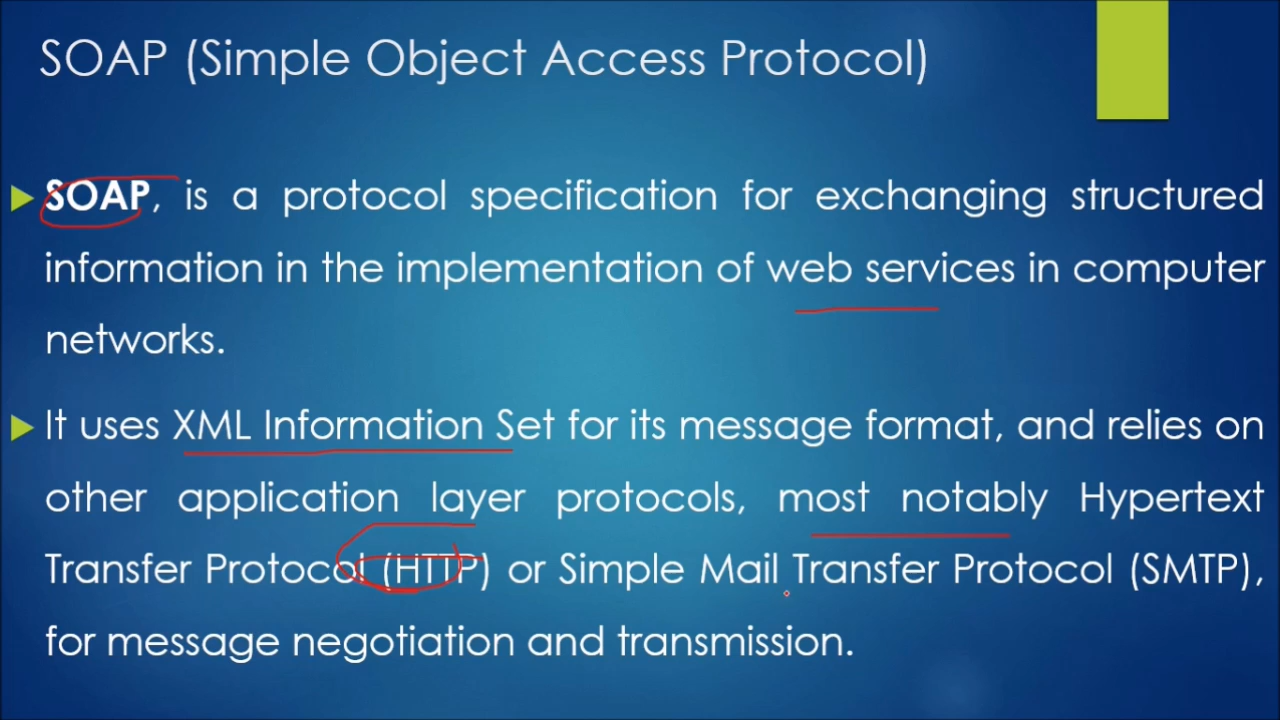 SOAP (Simple Object Access Protocol)
SOAP, is a protocol specification for exchanging structured
information in the implementation of web services in computer
networks.
It uses XML Information Set for its message format, and relies on
other application layer protocols, most notably Hypertext
Transfer Protocol (HTTP) or Simple Mail Transfer Protocol (SMTP),
for message negotiation and transmission.